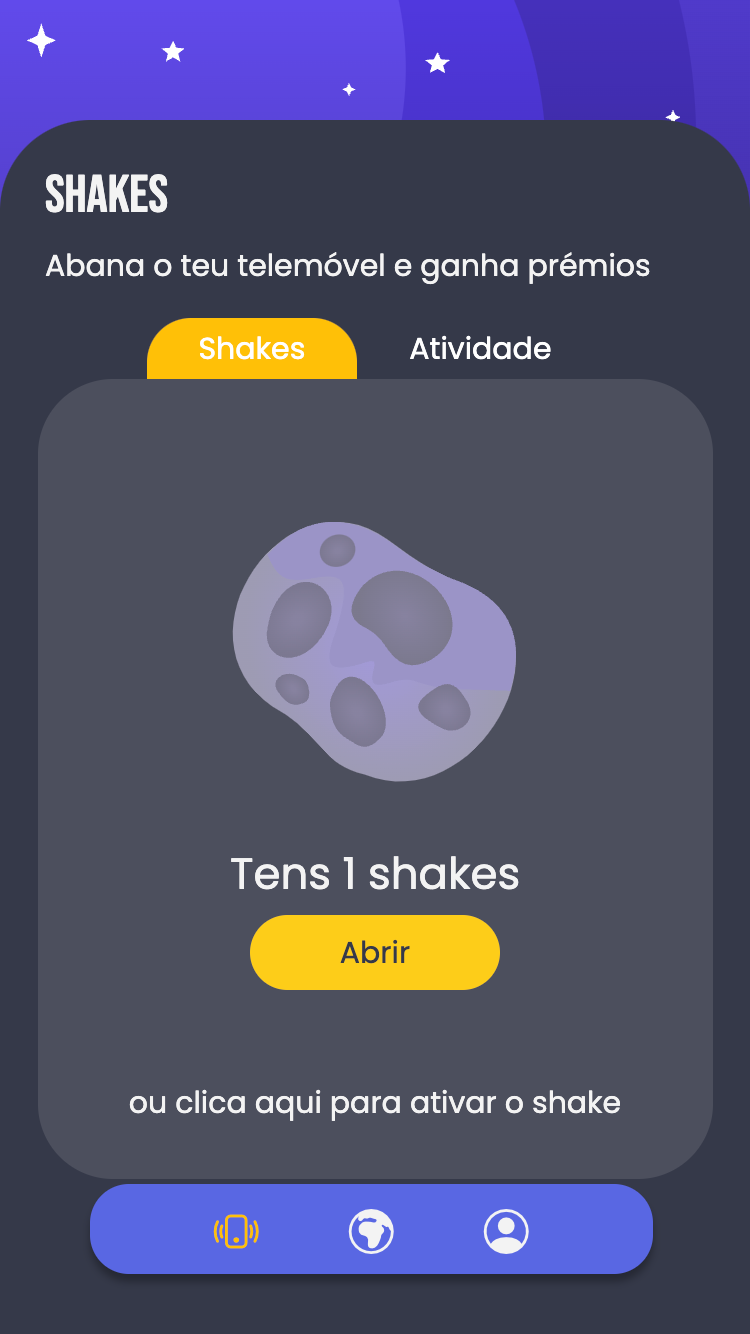 SHAKES
Abana o teu telemóvel e ganha prémios
Shakes Atividade
Tens 1 shakes
Abrir
ou clica aqui para ativar o shake